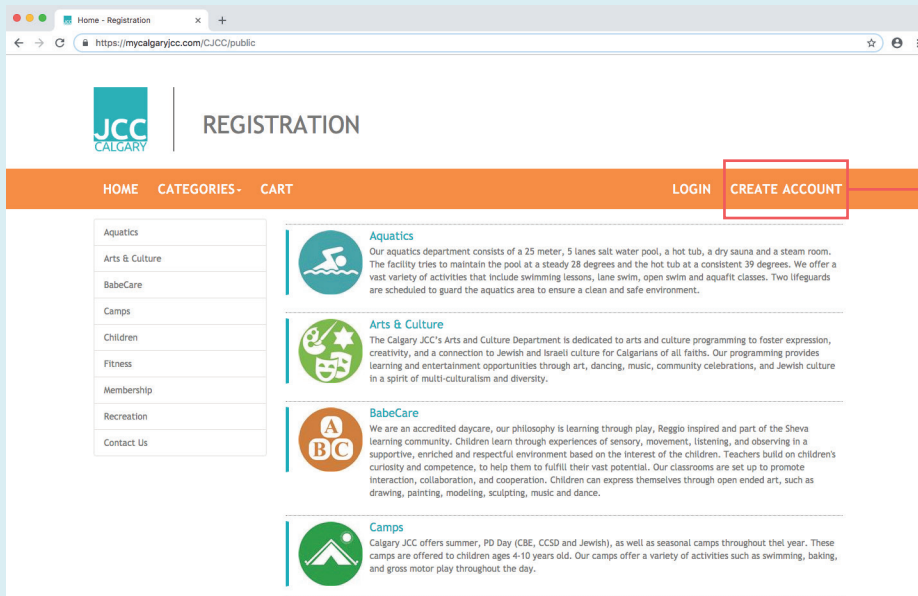 Home - Registration
https://mycalgaryjcc.com/CJCC/public
JCC
CALGARY
REGISTRATION
HOME CATEGORIES CART LOGIN CREATE ACCOUNT
Aquatics
Arts & Culture
BabeCare
Camps
Children
Fitness
Membership
Recreation
Contact Us
Aquatics
Our aquatics department consists of a 25 meter, 5 lanes salt water pool, a hot tub, a dry sauna and a steam room.
The facility tries to maintain the pool at a steady 28 degrees and the hot tub at a consistent 39 degrees. We offer a
vast variety of activities that include swimming lessons, lane swim, open swim and aquafit classes. Two lifeguards
are scheduled to guard the aquatics area to ensure a clean and safe environment.
Arts & Culture
The Calgary JCC's Arts and Culture Department is dedicated to arts and culture programming to foster expression,
creativity, and a connection to Jewish and Israeli culture for Calgarians of all faiths. Our programming provides
learning and entertainment opportunities through art, dancing, music, community celebrations, and Jewish culture
in a spirit of multi-culturalism and diversity.
A
B C
BabeCare
We are an accredited daycare, our philosophy is learning through play, Reggio inspired and part of the Sheva
learning community. Children learn through experiences of sensory, movement, listening, and observing in a
supportive, enriched and respectful environment based on the interest of the children. Teachers build on children's
curiosity and competence, to help them to fulfill their vast potential. Our classrooms are set up to promote
interaction, collaboration, and cooperation. Children can express themselves through open ended art, such as
drawing, painting, modeling, sculpting, music and dance.
Camps
Calgary JCC offers summer, PD Day (CBE, CCSD and Jewish), as well as seasonal camps throughout thel year. These
camps are offered to children ages 4-10 years old. Our camps offer a variety of activities such as swimming, baking,
and gross motor play throughout the day.